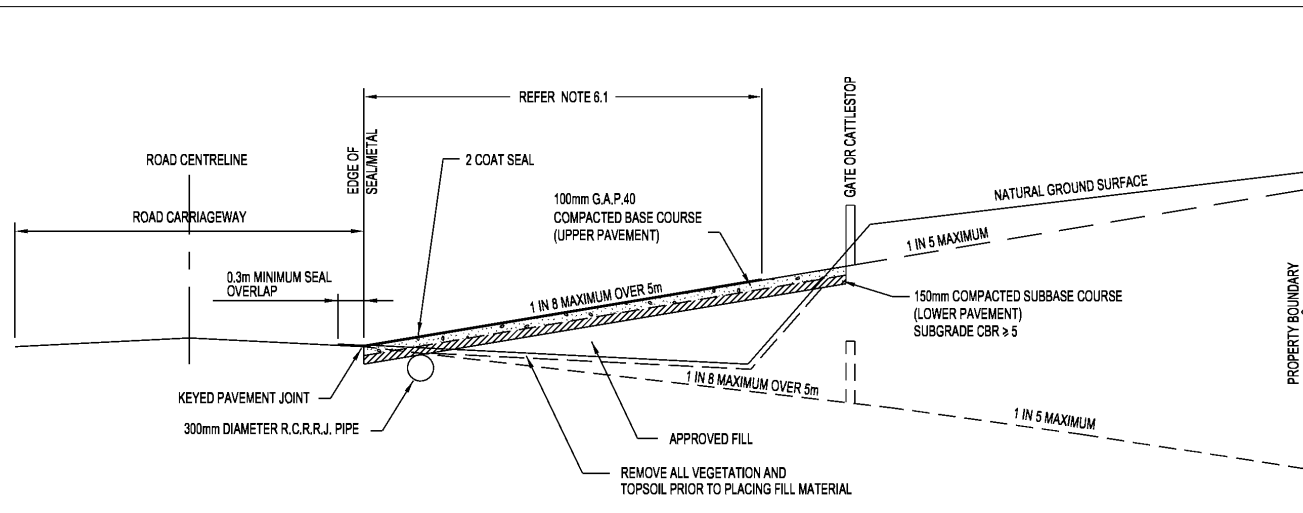 REFER NOTE 6.1
ROAD CENTRELINE
EDGE OF
SEAL/METAL
2 COAT SEAL
GATE OR CATTLESTOP
NATURAL GROUND SURFACE
100mm G.A.P.40
COMPACTED BASE COURSE
(UPPER PAVEMENT)
ROAD CARRIAGEWAY
1 IN 5 MAXIMUM
0.3m MINIMUM SEAL
OVERLAP
1 IN 8 MAXIMUM OVER 5m
150mm COMPACTED SUBBASE COURSE
(LOWER PAVEMENT)
SUBGRADE CBR ≥ 5
PROPERTY BOUNDARY
1 IN 8 MAXIMUM OVER 5m
KEYED PAVEMENT JOINT
1 IN 5 MAXIMUM
300mm DIAMETER R.C.R.R.J. PIPE
APPROVED FILL
REMOVE ALL VEGETATION AND
TOPSOIL PRIOR TO PLACING FILL MATERIAL